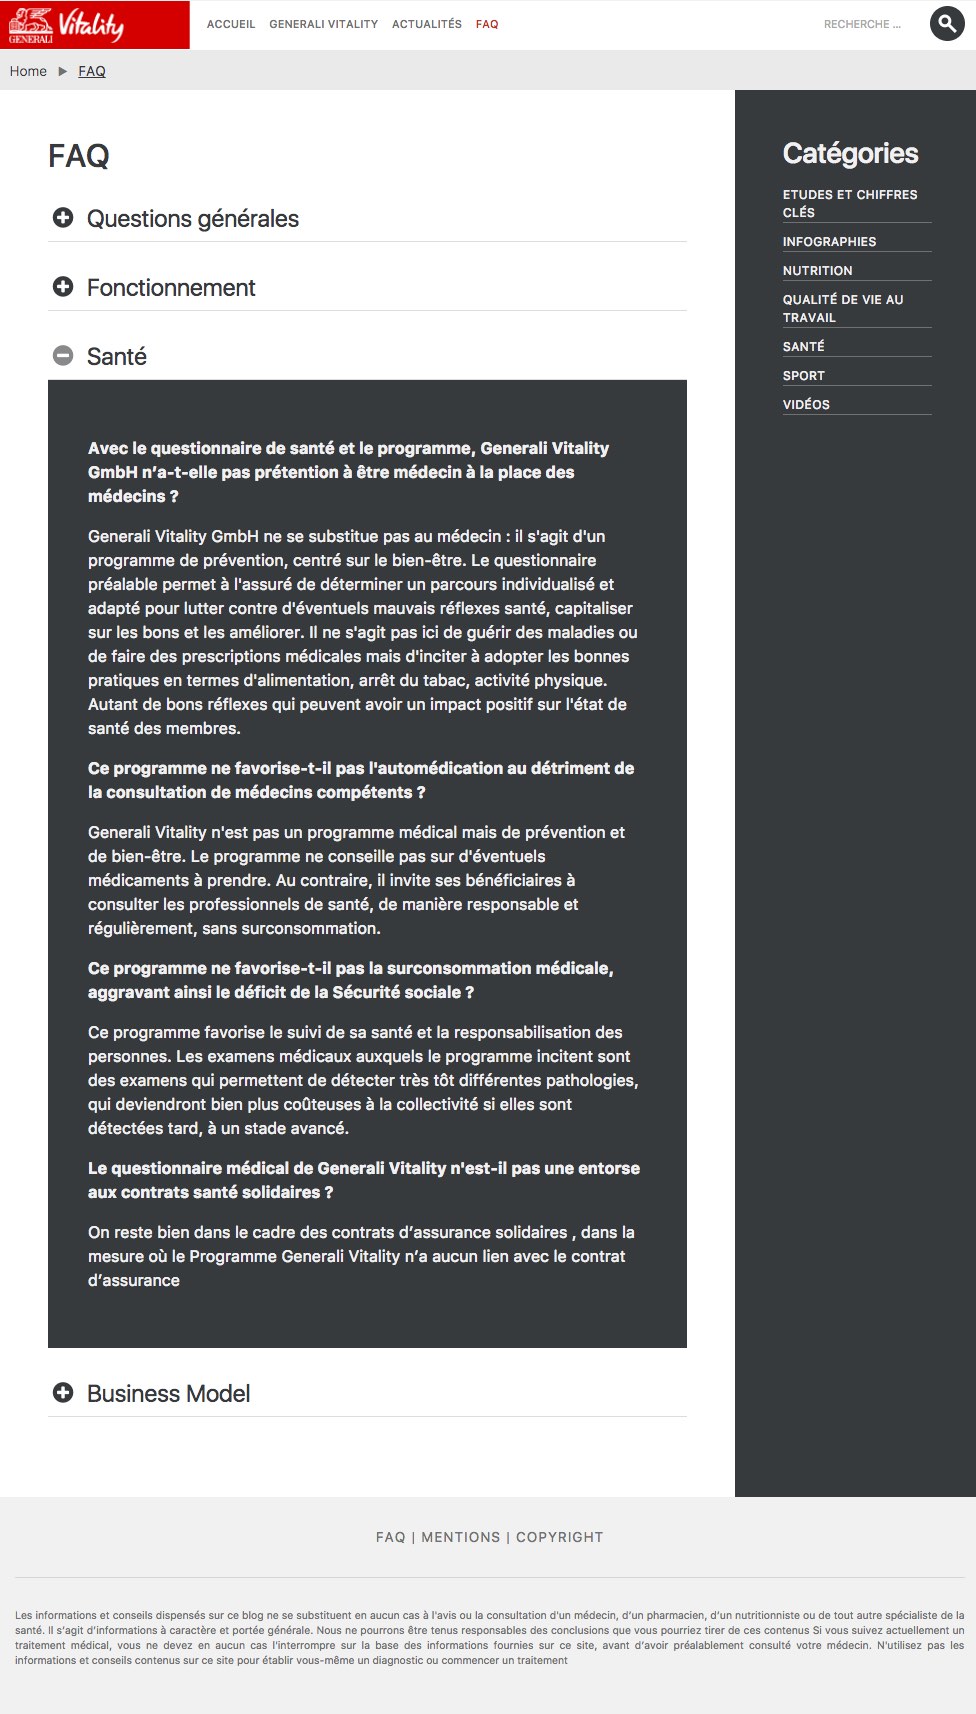 GENERALI Vitality
ACCUEIL GENERALI VITALITY ACTUALITÉS FAQ
RECHERCHE ...
Home FAQ
FAQ
Questions générales
Fonctionnement
Santé
Avec le questionnaire de santé et le programme, Generali Vitality
GmbH n’a-t-elle pas prétention à être médecin à la place des
médecins ?
Generali Vitality GmbH ne se substitue pas au médecin : il s'agit d'un
programme de prévention, centré sur le bien-être. Le questionnaire
préalable permet à l'assuré de déterminer un parcours individualisé et
adapté pour lutter contre d'éventuels mauvais réflexes santé, capitaliser
sur les bons et les améliorer. Il ne s'agit pas ici de guérir des maladies ou
de faire des prescriptions médicales mais d'inciter à adopter les bonnes
pratiques en termes d'alimentation, arrêt du tabac, activité physique.
Autant de bons réflexes qui peuvent avoir un impact positif sur l'état de
santé des membres.
Ce programme ne favorise-t-il pas l'automédication au détriment de
la consultation de médecins compétents ?
Generali Vitality n'est pas un programme médical mais de prévention et
de bien-être. Le programme ne conseille pas sur d'éventuels
médicaments à prendre. Au contraire, il invite ses bénéficiaires à
consulter les professionnels de santé, de manière responsable et
régulièrement, sans surconsommation.
Ce programme ne favorise-t-il pas la surconsommation médicale,
aggravant ainsi le déficit de la Sécurité sociale ?
Ce programme favorise le suivi de sa santé et la responsabilisation des
personnes. Les examens médicaux auxquels le programme incitent sont
des examens qui permettent de détecter très tôt différentes pathologies,
qui deviendront bien plus coûteuses à la collectivité si elles sont
détectées tard, à un stade avancé.
Le questionnaire médical de Generali Vitality n'est-il pas une entorse
aux contrats santé solidaires ?
On reste bien dans le cadre des contrats d’assurance solidaires , dans la
mesure où le Programme Generali Vitality n’a aucun lien avec le contrat
d’assurance
Business Model
Catégories
ETUDES ET CHIFFRES
CLÉS
INFOGRAPHIES
NUTRITION
QUALITÉ DE VIE AU
TRAVAIL
SANTÉ
SPORT
VIDÉOS
FAQ | MENTIONS | COPYRIGHT
Les informations et conseils dispensés sur ce blog ne se substituent en aucun cas à l'avis ou la consultation d'un médecin, d’un pharmacien, d’un nutritionniste ou de tout autre spécialiste de la
santé. Il s’agit d’informations à caractère et portée générale. Nous ne pourrons être tenus responsables des conclusions que vous pourriez tirer de ces contenus Si vous suivez actuellement un
traitement médical, vous ne devez en aucun cas l'interrompre sur la base des informations fournies sur ce site, avant d’avoir préalablement consulté votre médecin. N'utilisez pas les
informations et conseils contenus sur ce site pour établir vous-même un diagnostic ou commencer un traitement